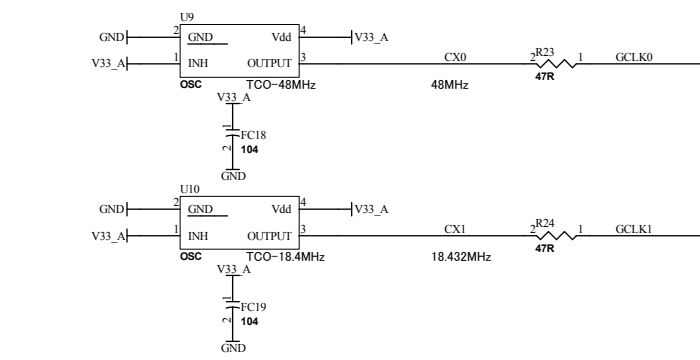 U9
GND 2 GND Vdd 4 V33_A
V33_A 1 INH OUTPUT 3 CX0 2 R23 1 GCLK0
OSC TCO-48MHz 48MHz 47R
V33_A
1 FC18
2 104
GND
U10
GND 2 GND Vdd 4 V33_A
V33_A 1 INH OUTPUT 3 CX1 2 R24 1 GCLK1
OSC TCO-18.4MHz 18.432MHz 47R
V33_A
1 FC19
2 104
GND